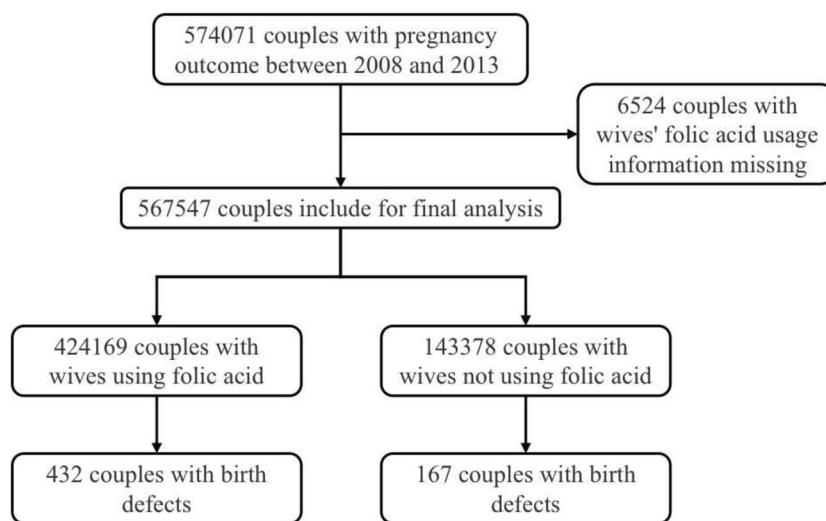 574071 couples with pregnancy
outcome between 2008 and 2013
6524 couples with
wives' folic acid usage
information missing
567547 couples include for final analysis
424169 couples with
wives using folic acid
143378 couples with
wives not using folic acid
432 couples with birth
defects
167 couples with birth
defects